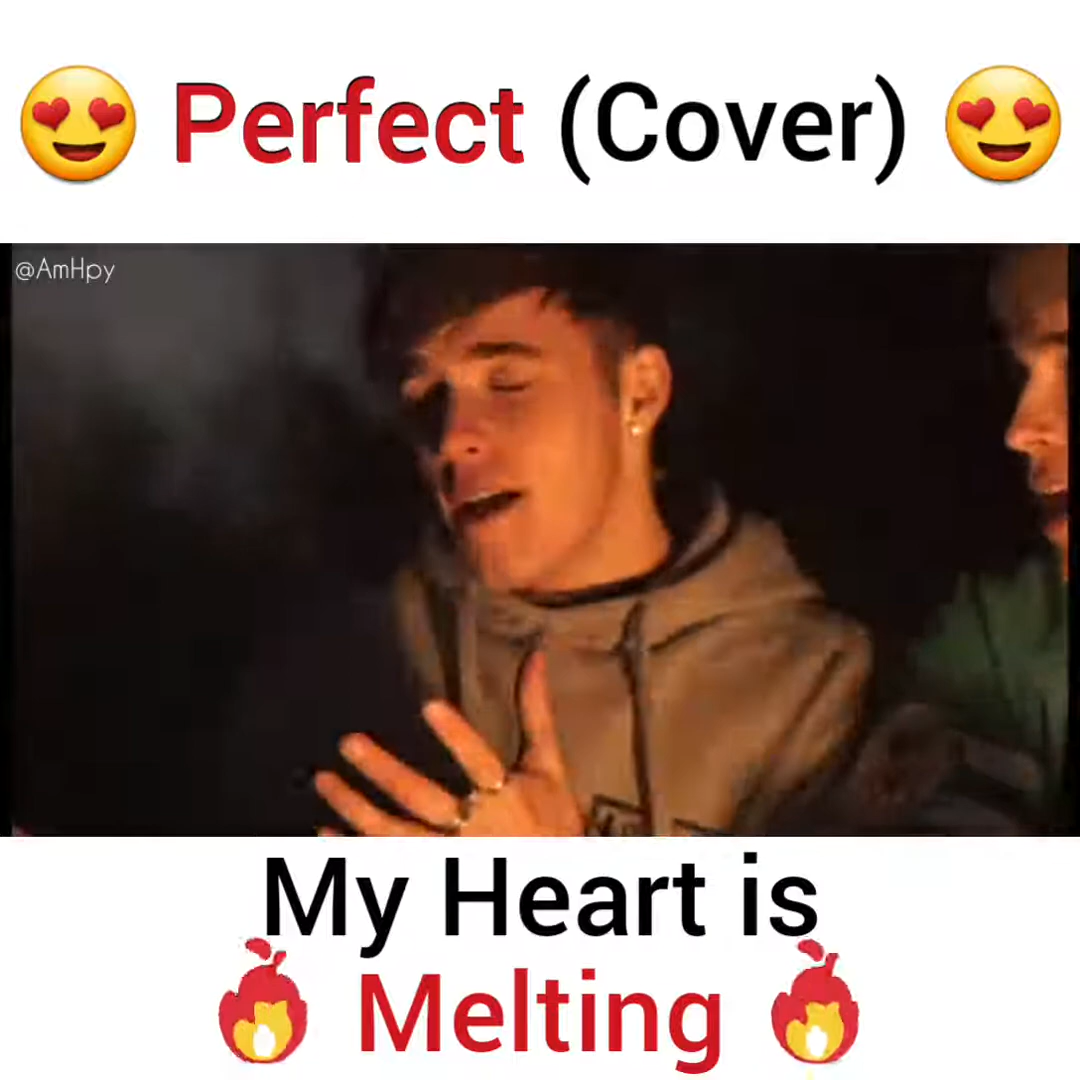 😍 Perfect (Cover) 😍
@AmHpy
My Heart is
🔥 Melting 🔥